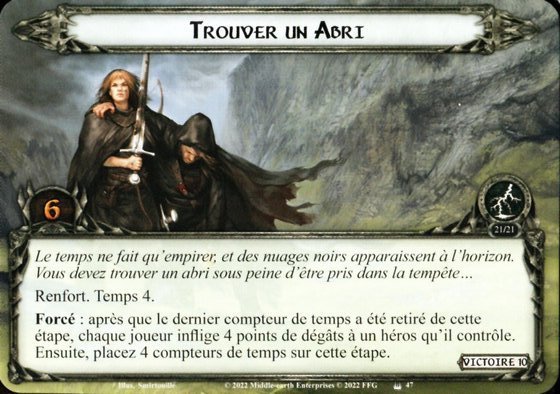 Trouver un Abri
6
21/21
Le temps ne fait qu'empirer, et des nuages noirs apparaissent à l'horizon.
Vous devez trouver un abri sous peine d'être pris dans la tempête…
Renfort. Temps 4.
Forcé : après que le dernier compteur de temps a été retiré de cette
étape, chaque joueur inflige 4 points de dégâts à un héros qu'il contrôle.
Ensuite, placez 4 compteurs de temps sur cette étape.
VICTOIRE 10
Illus. Smirtouille
© 2022 Middle-earth Enterprises © 2022 FFG
47